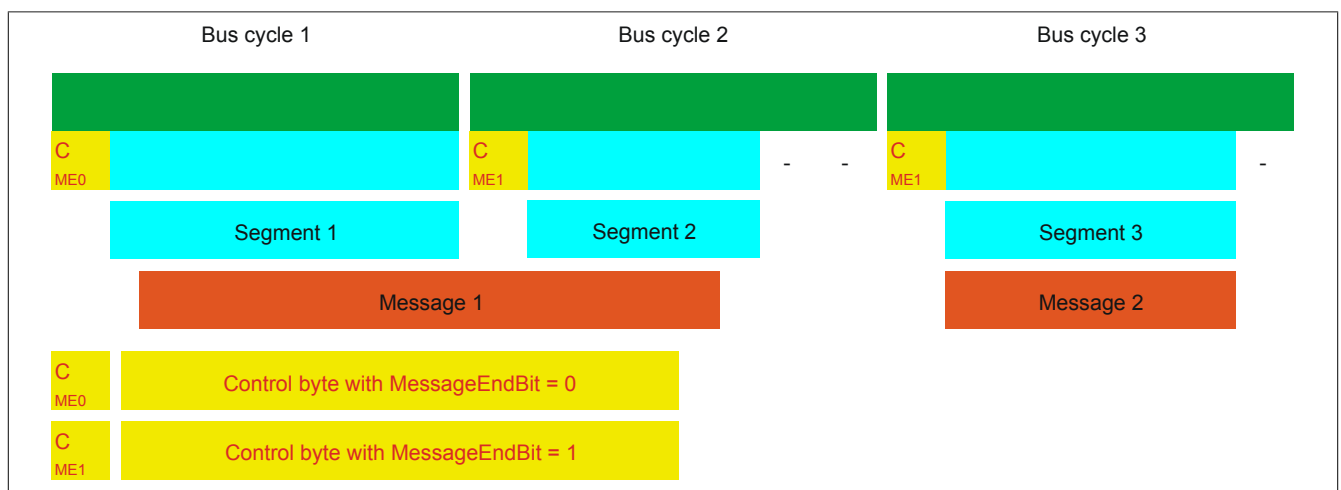 Bus cycle 1 Bus cycle 2 Bus cycle 3
C C - - C -
ME0 ME1 ME1
Segment 1 Segment 2 Segment 3
Message 1 Message 2
C
ME0
Control byte with MessageEndBit = 0
C
ME1
Control byte with MessageEndBit = 1